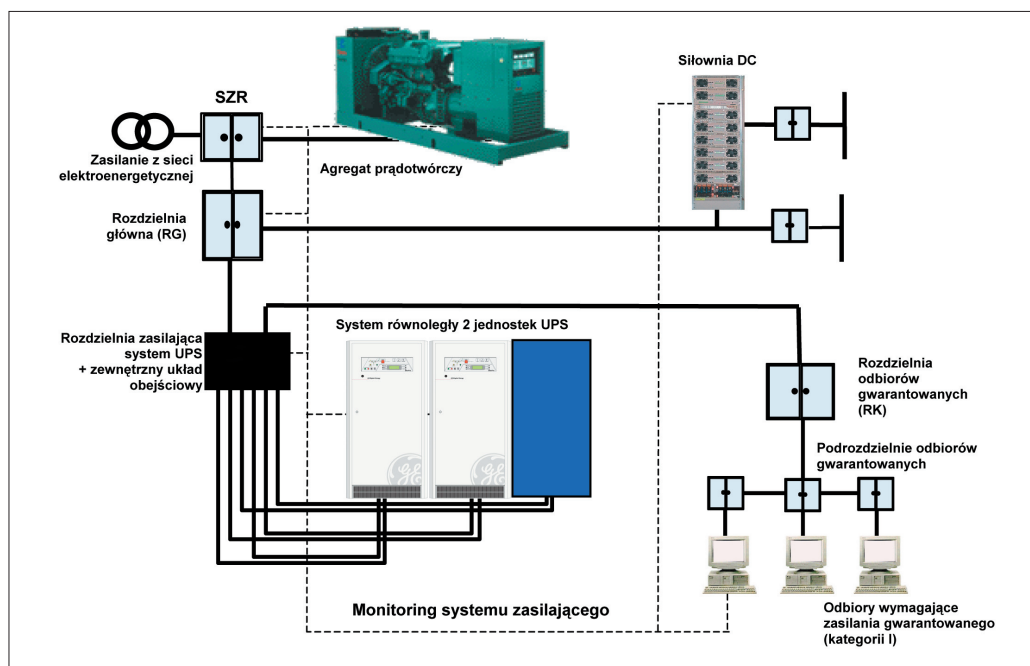 SZR
Zasilanie z sieci
elektroenergetycznej
Agregat prądotwórczy
Siłownia DC
Rozdzielnia
główna (RG)
Rozdzielnia zasilająca
system UPS
+ zewnętrzny układ
obejściowy
System równoległy 2 jednostek UPS
Rozdzielnia
odbiorów
gwarantowanych
(RK)
Podrozdzielnie odbiorów
gwarantowanych
Monitoring systemu zasilającego
Odbiory wymagające
zasilania gwarantowanego
(kategorii I)